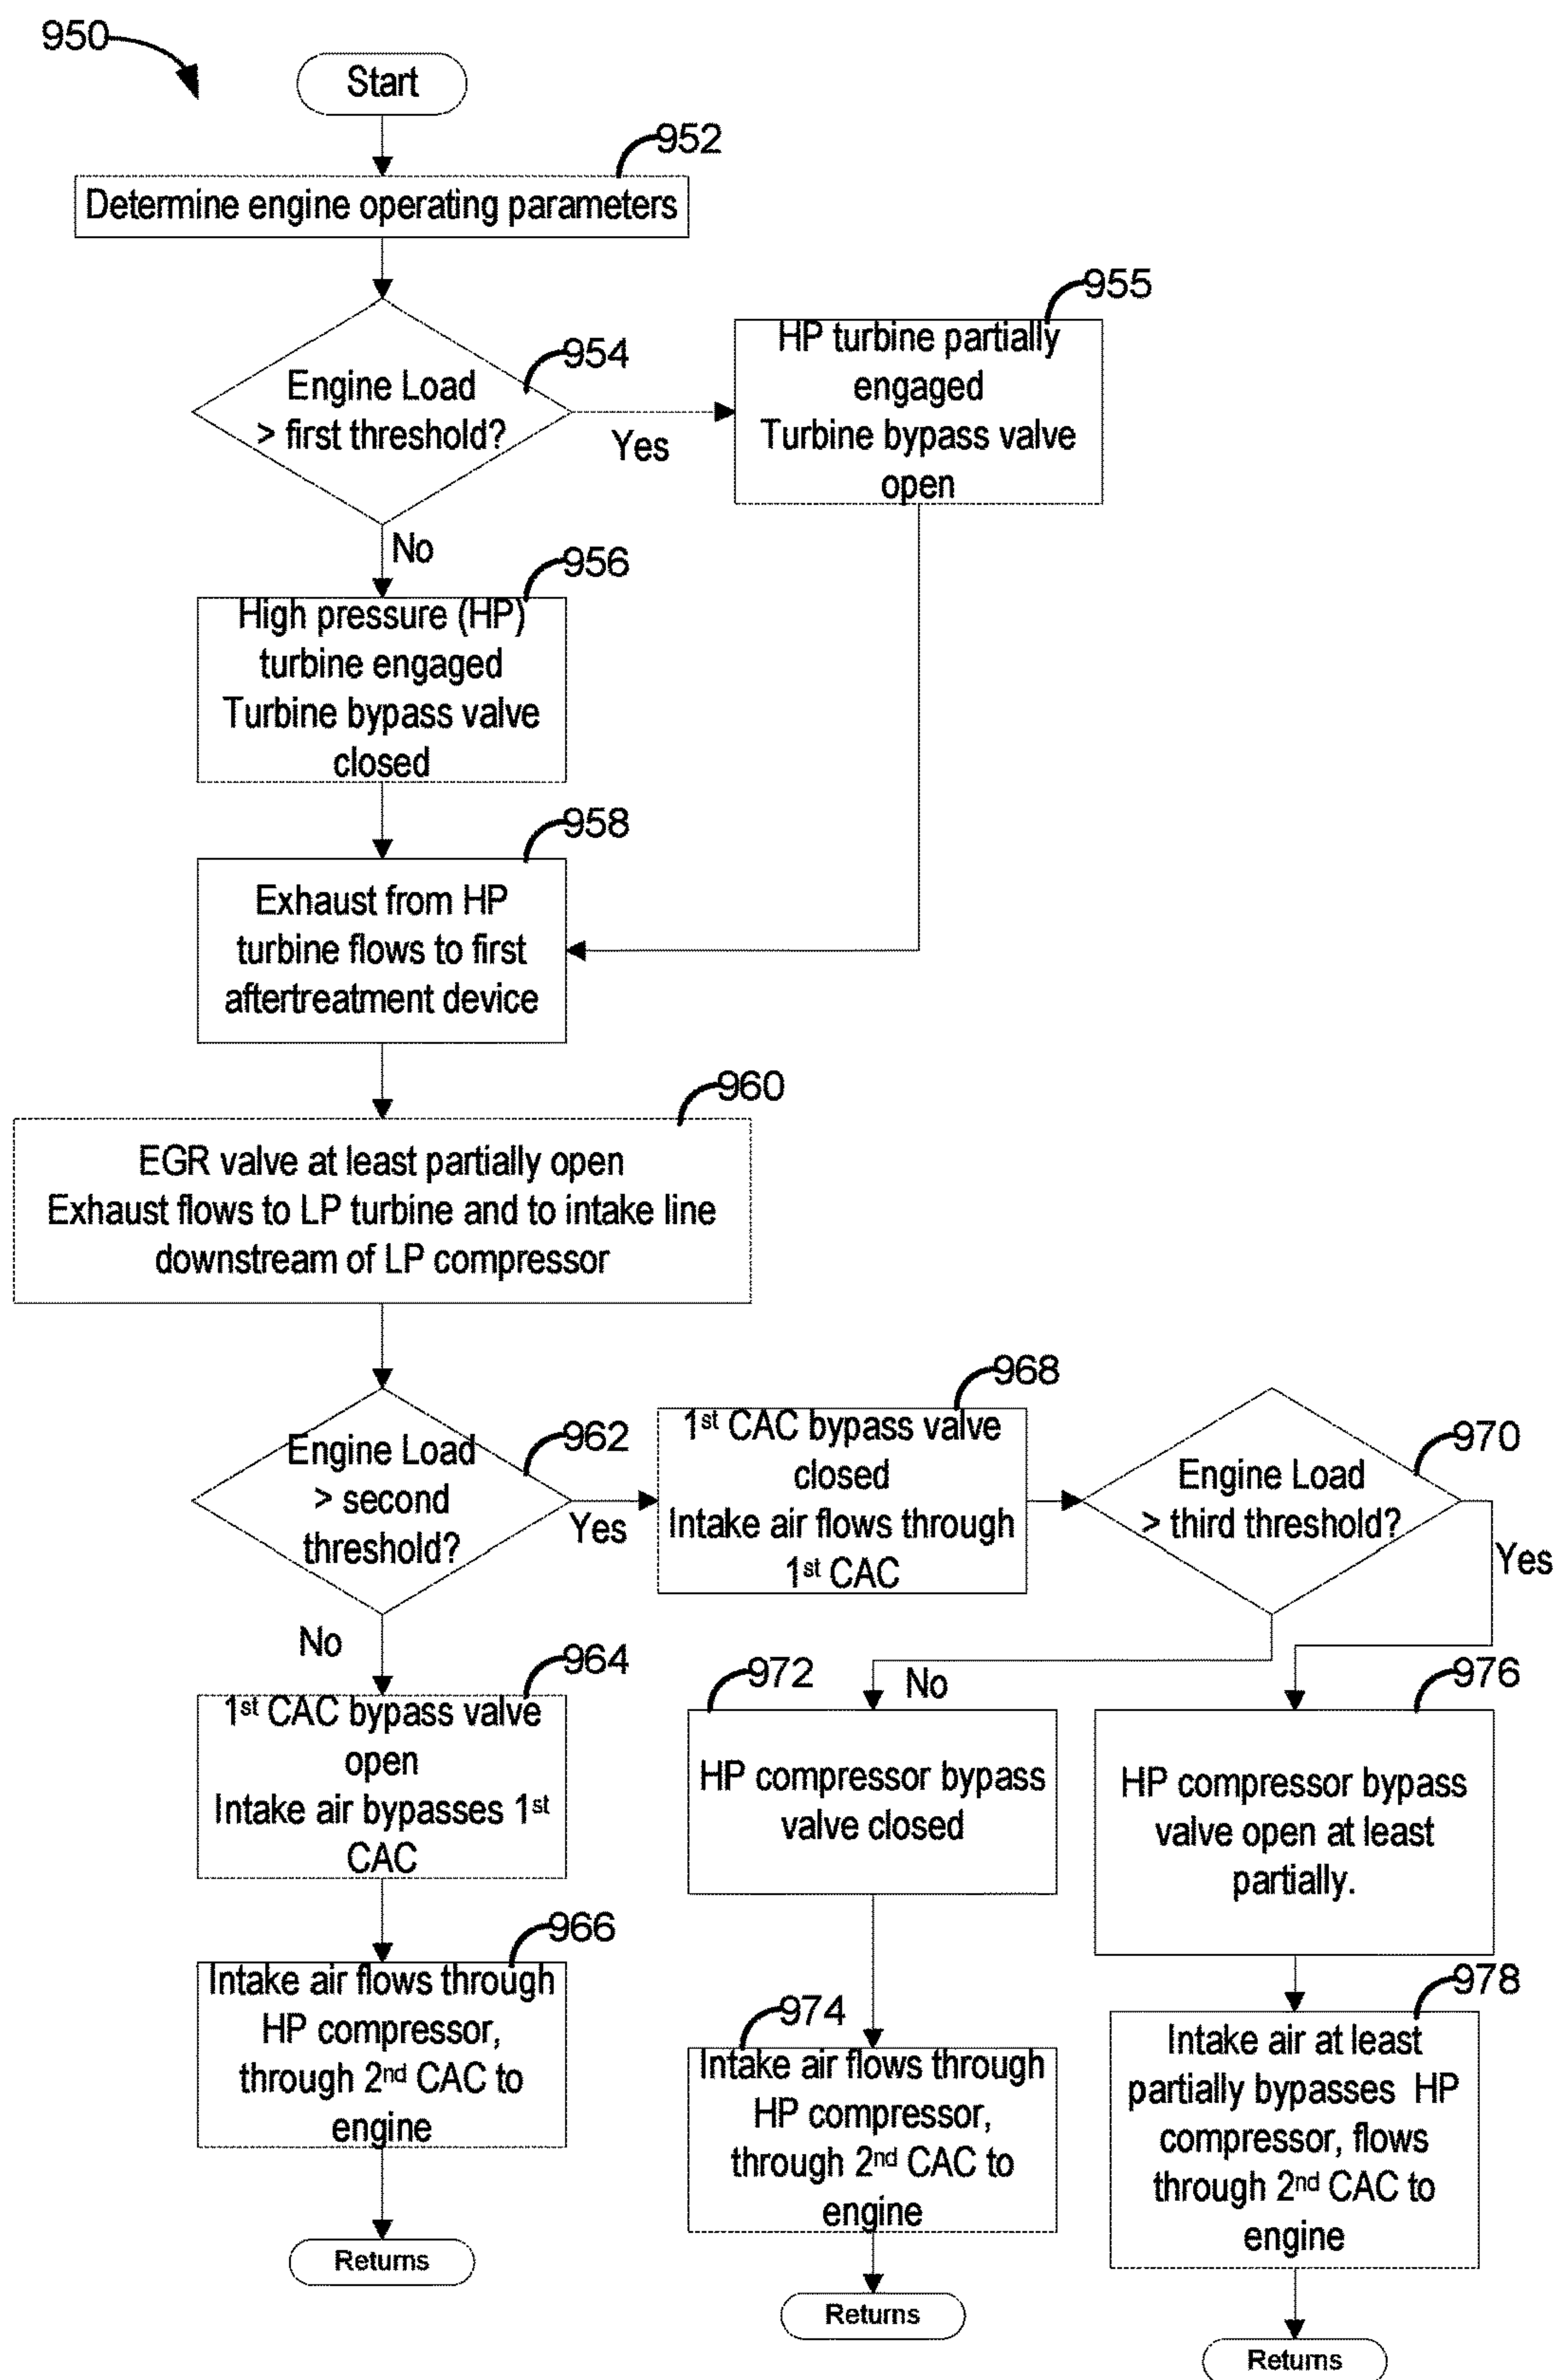 950
Start
952
Determine engine operating parameters
954
Engine Load
> first threshold?
Yes
955
HP turbine partially
engaged
Turbine bypass valve
open
No
956
High pressure (HP)
turbine engaged
Turbine bypass valve
closed
958
Exhaust from HP
turbine flows to first
aftertreatment device
960
EGR valve at least partially open
Exhaust flows to LP turbine and to intake line
downstream of LP compressor
962
Engine Load
> second
threshold?
Yes
968
1st CAC bypass valve
closed
Intake air flows through
1st CAC
970
Engine Load
> third threshold?
Yes
No
964
1st CAC bypass valve
open
Intake air bypasses 1st
CAC
966
Intake air flows through
HP compressor,
through 2nd CAC to
engine
Returns
972
No
HP compressor bypass
valve closed
974
Intake air flows through
HP compressor,
through 2nd CAC to
engine
Returns
976
HP compressor bypass
valve open at least
partially.
978
Intake air at least
partially bypasses HP
compressor, flows
through 2nd CAC to
engine
Returns